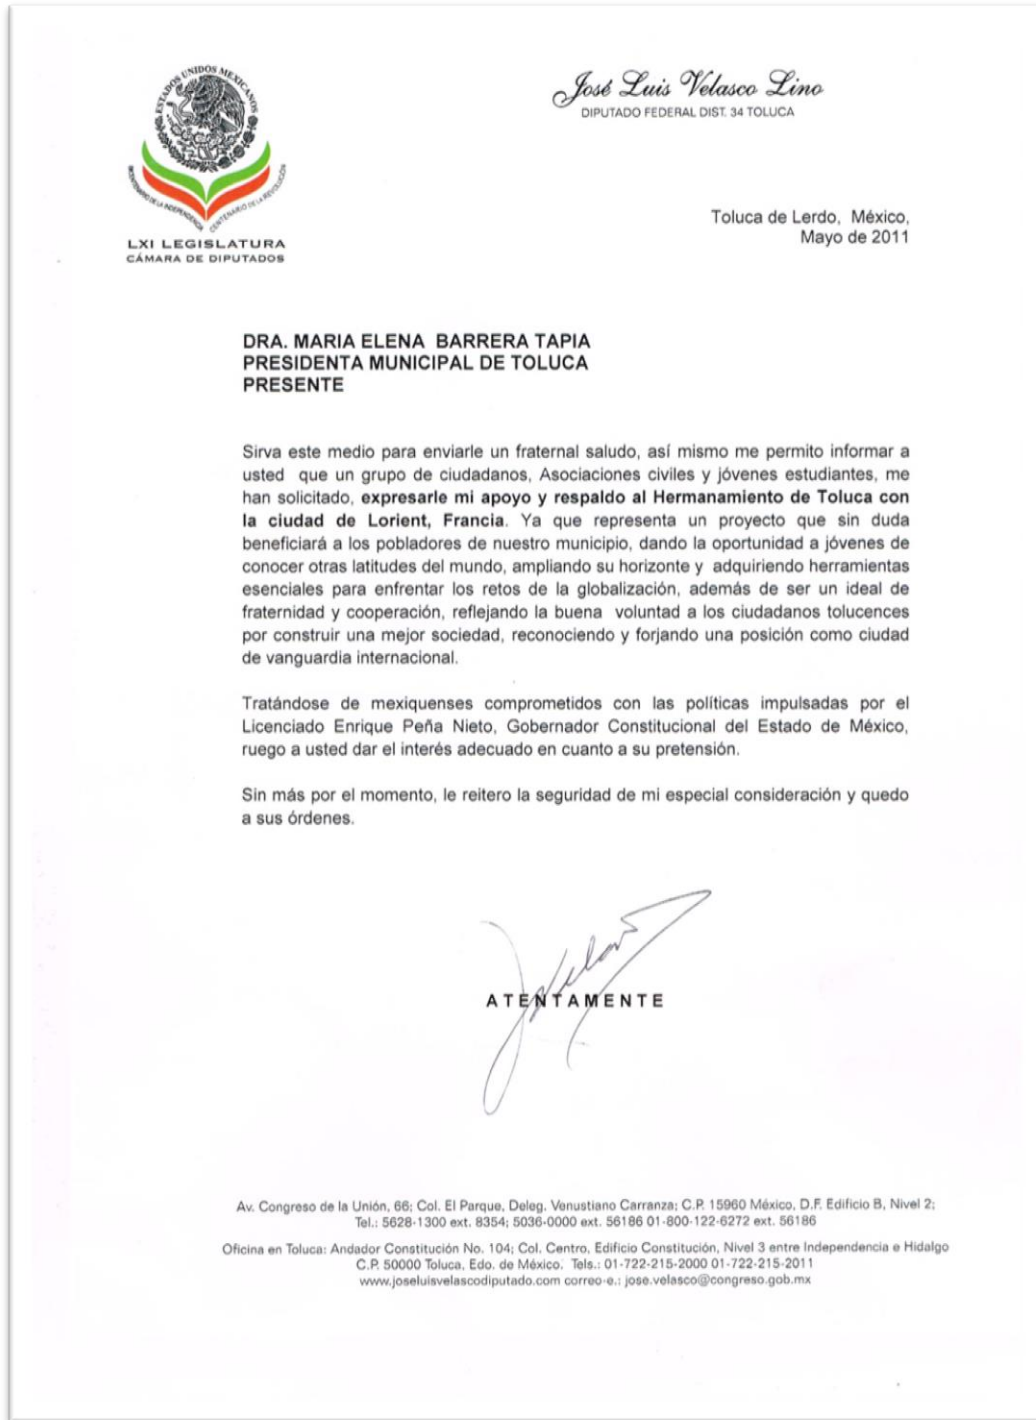 ESTADOS UNIDOS MEXICANOS
BICENTENARIO DE LA INDEPENDENCIA CENTENARIO DE LA REVOLUCIÓN
LXI LEGISLATURA
CÁMARA DE DIPUTADOS
José Luis Velasco Lino
DIPUTADO FEDERAL DIST. 34 TOLUCA
Toluca de Lerdo, México,
Mayo de 2011
DRA. MARIA ELENA BARRERA TAPIA
PRESIDENTA MUNICIPAL DE TOLUCA
PRESENTE
Sirva este medio para enviarle un fraternal saludo, así mismo me permito informar a
usted que un grupo de ciudadanos, Asociaciones civiles y jóvenes estudiantes, me
han solicitado, expresarle mi apoyo y respaldo al Hermanamiento de Toluca con
la ciudad de Lorient, Francia. Ya que representa un proyecto que sin duda
beneficiará a los pobladores de nuestro municipio, dando la oportunidad a jóvenes de
conocer otras latitudes del mundo, ampliando su horizonte y adquiriendo herramientas
esenciales para enfrentar los retos de la globalización, además de ser un ideal de
fraternidad y cooperación, reflejando la buena voluntad a los ciudadanos tolucences
por construir una mejor sociedad, reconociendo y forjando una posición como ciudad
de vanguardia internacional.
Tratándose de mexiquenses comprometidos con las políticas impulsadas por el
Licenciado Enrique Peña Nieto, Gobernador Constitucional del Estado de México,
ruego a usted dar el interés adecuado en cuanto a su pretensión.
Sin más por el momento, le reitero la seguridad de mi especial consideración y quedo
a sus órdenes.
ATENTAMENTE
Av. Congreso de la Unión, 66; Col. El Parque, Deleg. Venustiano Carranza; C.P. 15960 México, D.F. Edificio B, Nivel 2;
Tel.: 5628-1300 ext. 8354; 5036-0000 ext. 56186 01-800-122-6272 ext. 56186
Oficina en Toluca: Andador Constitución No. 104; Col. Centro, Edificio Constitución, Nivel 3 entre Independencia e Hidalgo
C.P. 50000 Toluca, Edo. de México. Tels.: 01-722-215-2000 01-722-215-2011
www.joseluisvelascodiputado.com correo-e.: jose.velasco@congreso.gob.mx